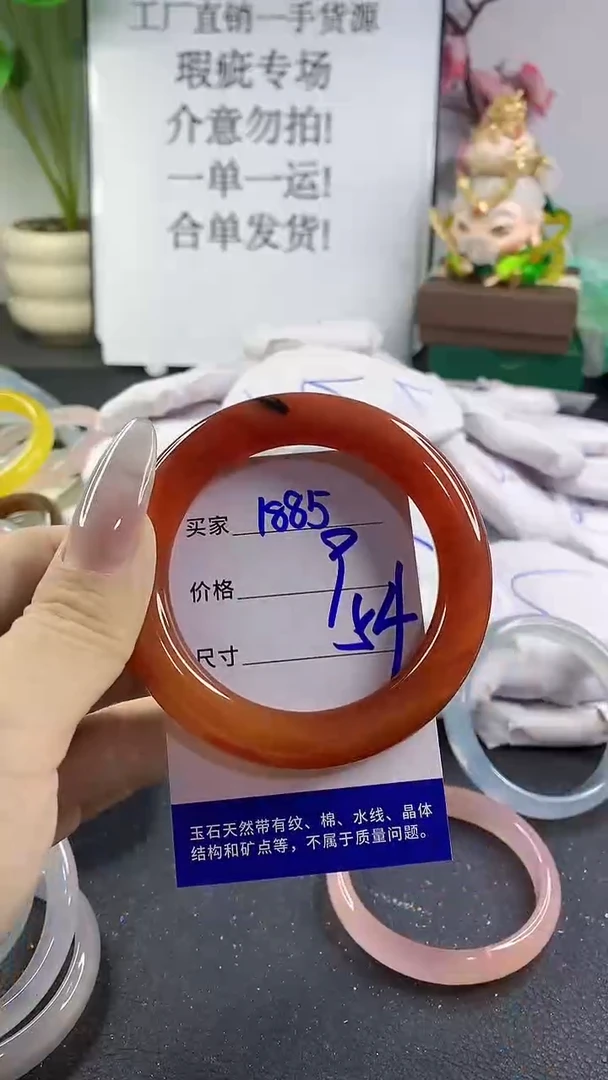 工厂直销一手货源
瑕疵专场
介意勿拍!
一单一运!
合单发货!
买家 1885
价格 9
尺寸 54
玉石天然带有纹、棉、水线、晶体
结构和矿点等，不属于质量问题。